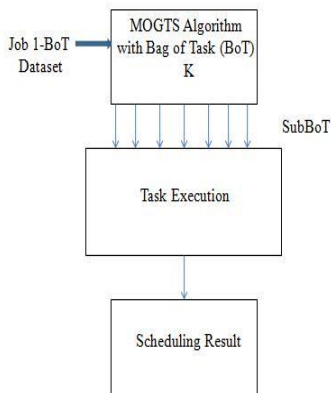 Job 1-BoT
Dataset
MOGTS Algorithm
with Bag of Task (BoT)
K
SubBoT
Task Execution
Scheduling Result